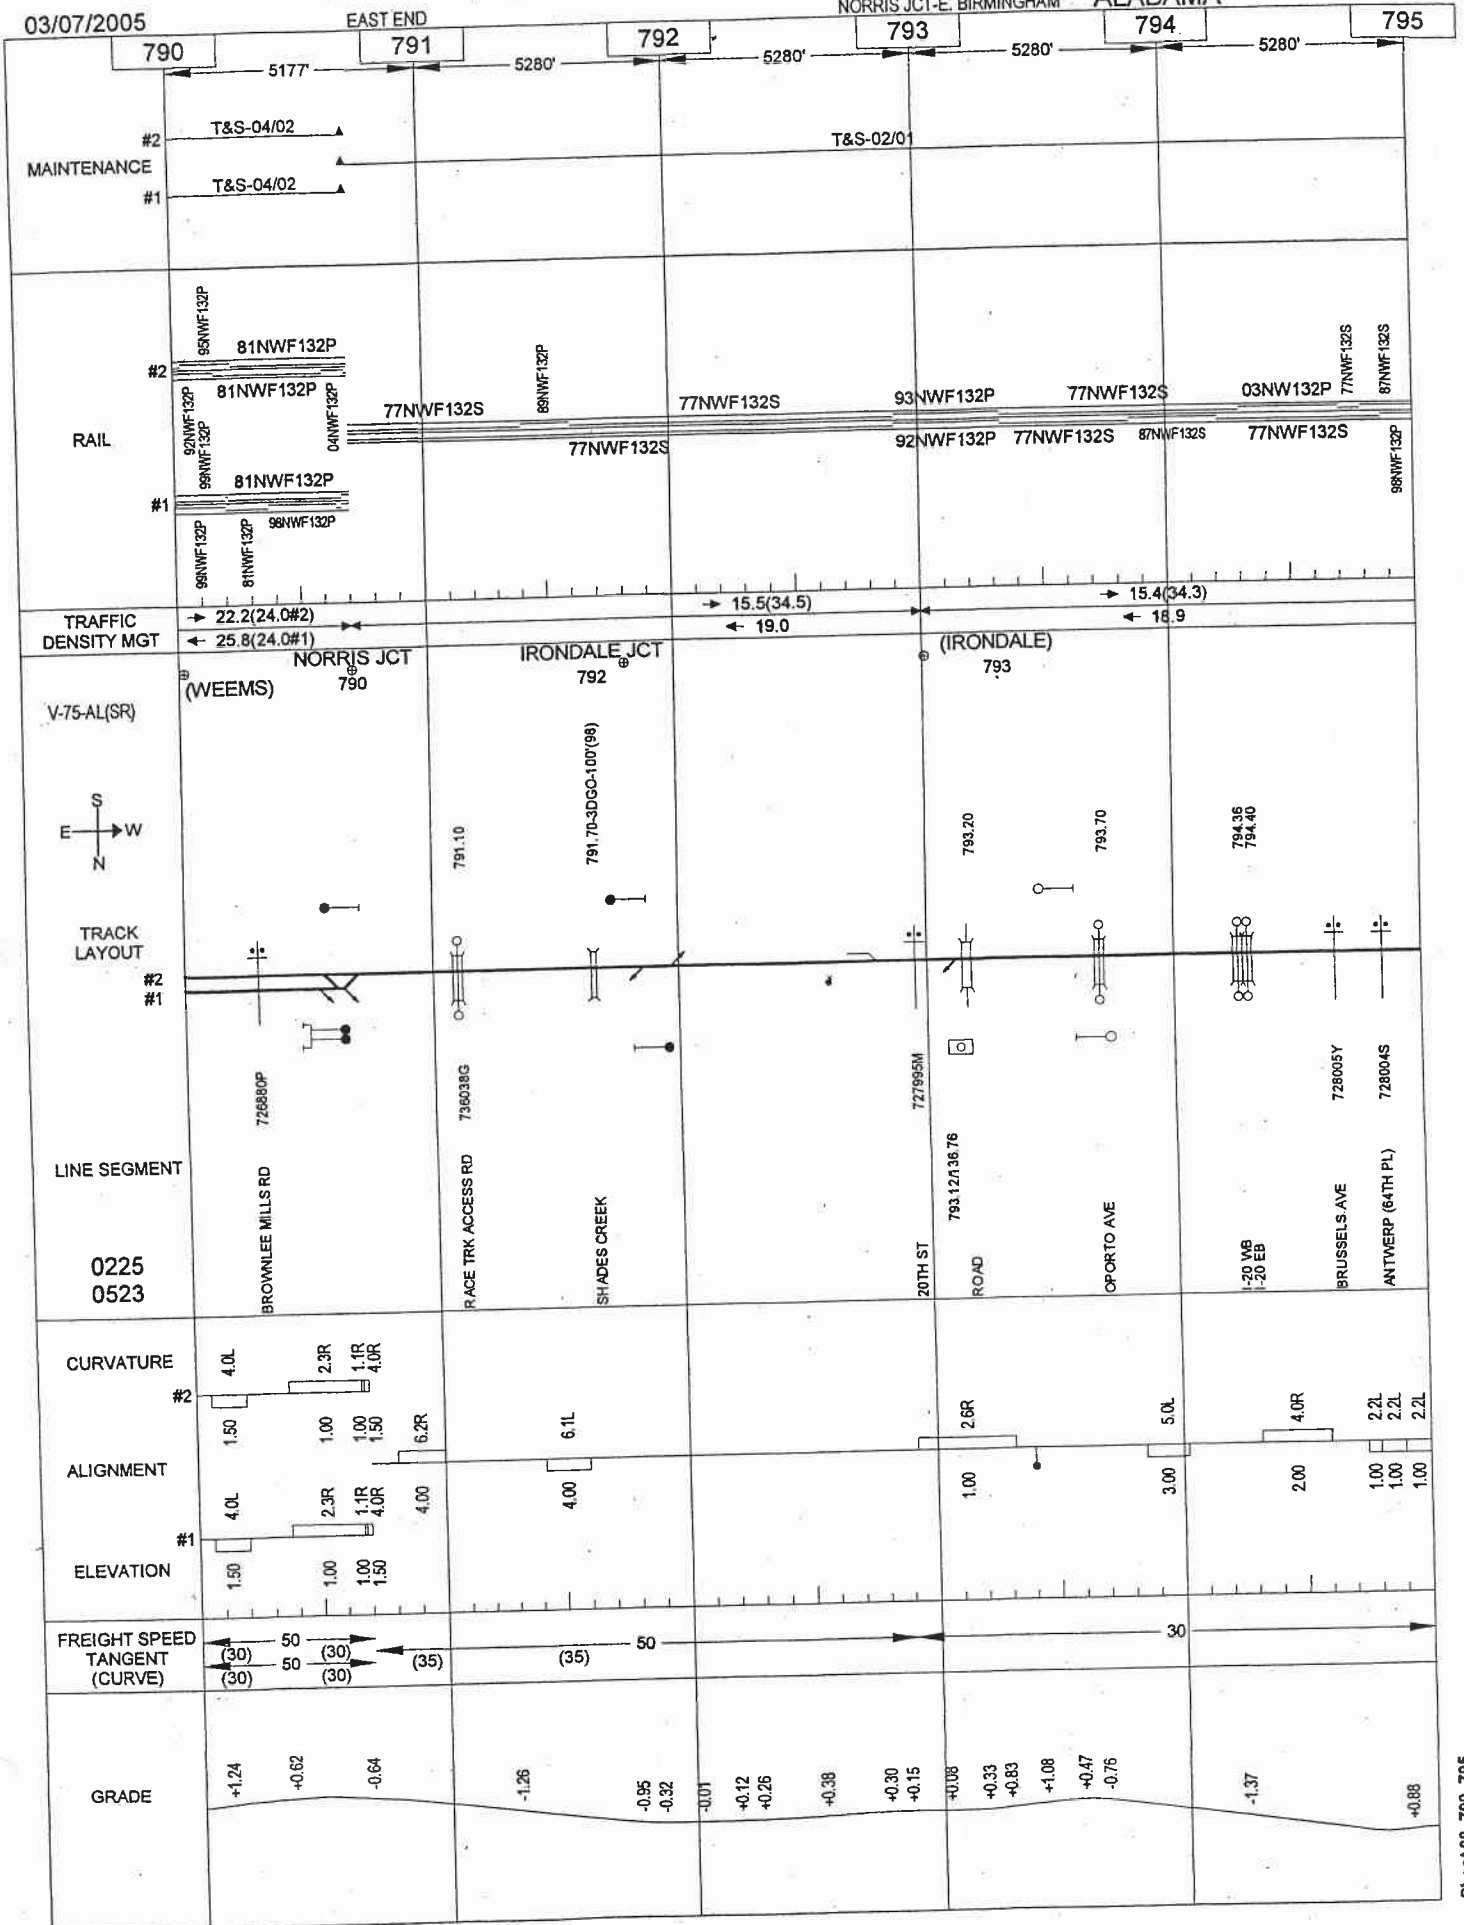 03/07/2005
EAST END
NORRIS JCT-E. BIRMINGHAM ALABAMA
790 791 792 793 794 795
5177' 5280' 5280' 5280' 5280'
MAINTENANCE
#2 T&S-04/02
T&S-02/01
#1 T&S-04/02
RAIL
95NWF132P
#2 81NWF132P
81NWF132P
92NWF132P
99NWF132P
04NWF132P
#1 81NWF132P
98NWF132P
99NWF132P
81NWF132P
77NWF132S
89NWF132P
77NWF132S
77NWF132S
93NWF132P
92NWF132P
77NWF132S
77NWF132S
87NWF132S
03NW132P
77NWF132S
77NWF132S
87NWF132S
98NWF132P
TRAFFIC
DENSITY MGT
22.2(24.0#2) 15.5(34.5) 15.4(34.3)
25.8(24.0#1) 19.0 18.9
(WEEMS)
NORRIS JCT
790
IRONDALE JCT
792
(IRONDALE)
793
V-75-AL(SR)
S
E W
N
791.10
791.70-3DGO-100'(98)
793.20
793.70
794.36
794.40
TRACK
LAYOUT
#2
#1
726880P
736038G
727995M
728005Y
728004S
793.12/136.76
LINE SEGMENT
0225
0523
BROWNLEE MILLS RD
RACE TRK ACCESS RD
SHADES CREEK
20TH ST
ROAD
OPORTO AVE
I-20 WB
I-20 EB
BRUSSELS AVE
ANTWERP (64TH PL)
CURVATURE
#2
4.0L 2.3R 1.1R 4.0R
1.50 1.00 1.00 1.50
ALIGNMENT
6.2R 6.1L 2.6R 5.0L 4.0R 2.2L 2.2L 2.2L
4.00 4.00 1.00 3.00 2.00 1.00 1.00 1.00
#1
4.0L 2.3R 1.1R 4.0R
ELEVATION
1.50 1.00 1.00 1.50
FREIGHT SPEED
TANGENT
(CURVE)
50 50 30
(30) (30) (35) (35)
50
(30) (30)
GRADE
+1.24 +0.62 -0.64 -1.26 -0.95 -0.32 -0.01 +0.12 +0.26 +0.38 +0.30 +0.15 +0.08 +0.33 +0.83 +1.08 +0.47 -0.76 -1.37 +0.88